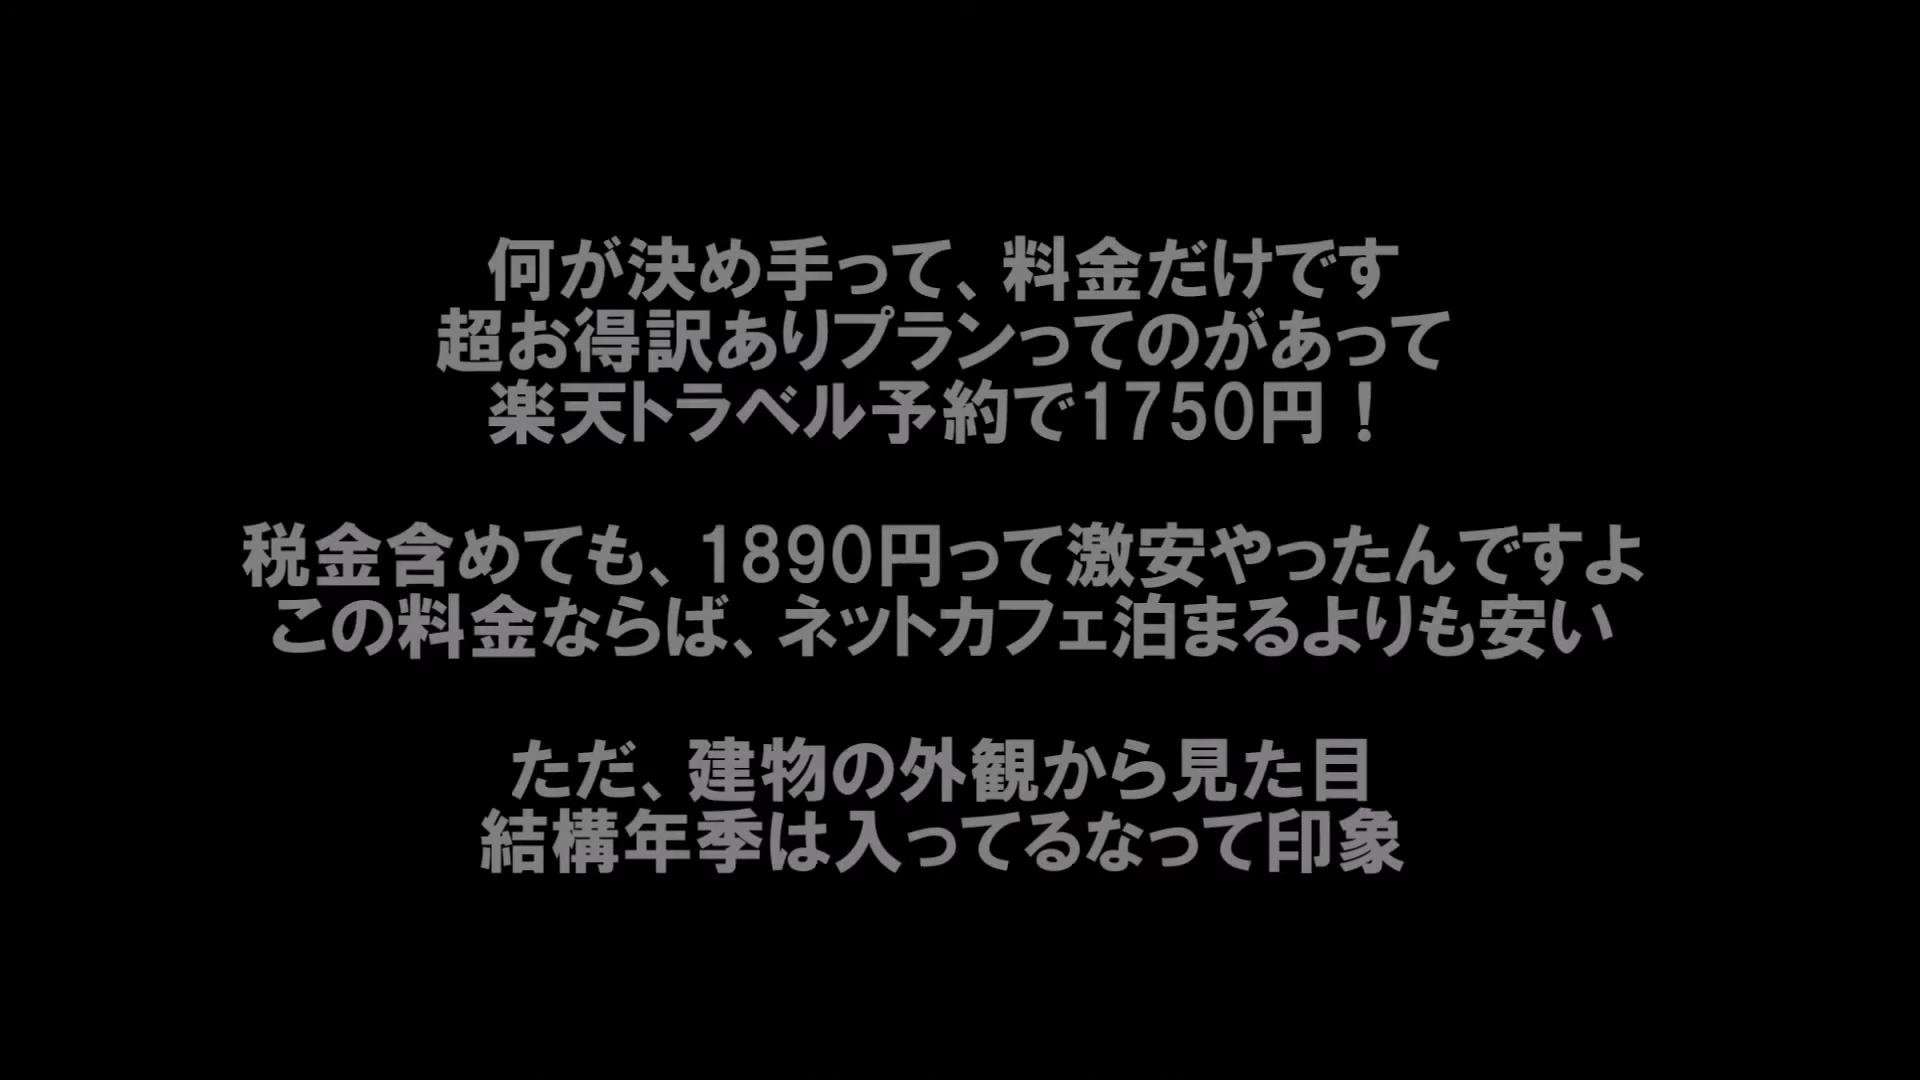 何が決め手って、料金だけです
超お得訳ありプランってのがあって
楽天トラベル予約で1750円！
税金含めても、1890円って激安やったんですよ
この料金ならば、ネットカフェ泊まるよりも安い
ただ、建物の外観から見た目
結構年季は入ってるなって印象